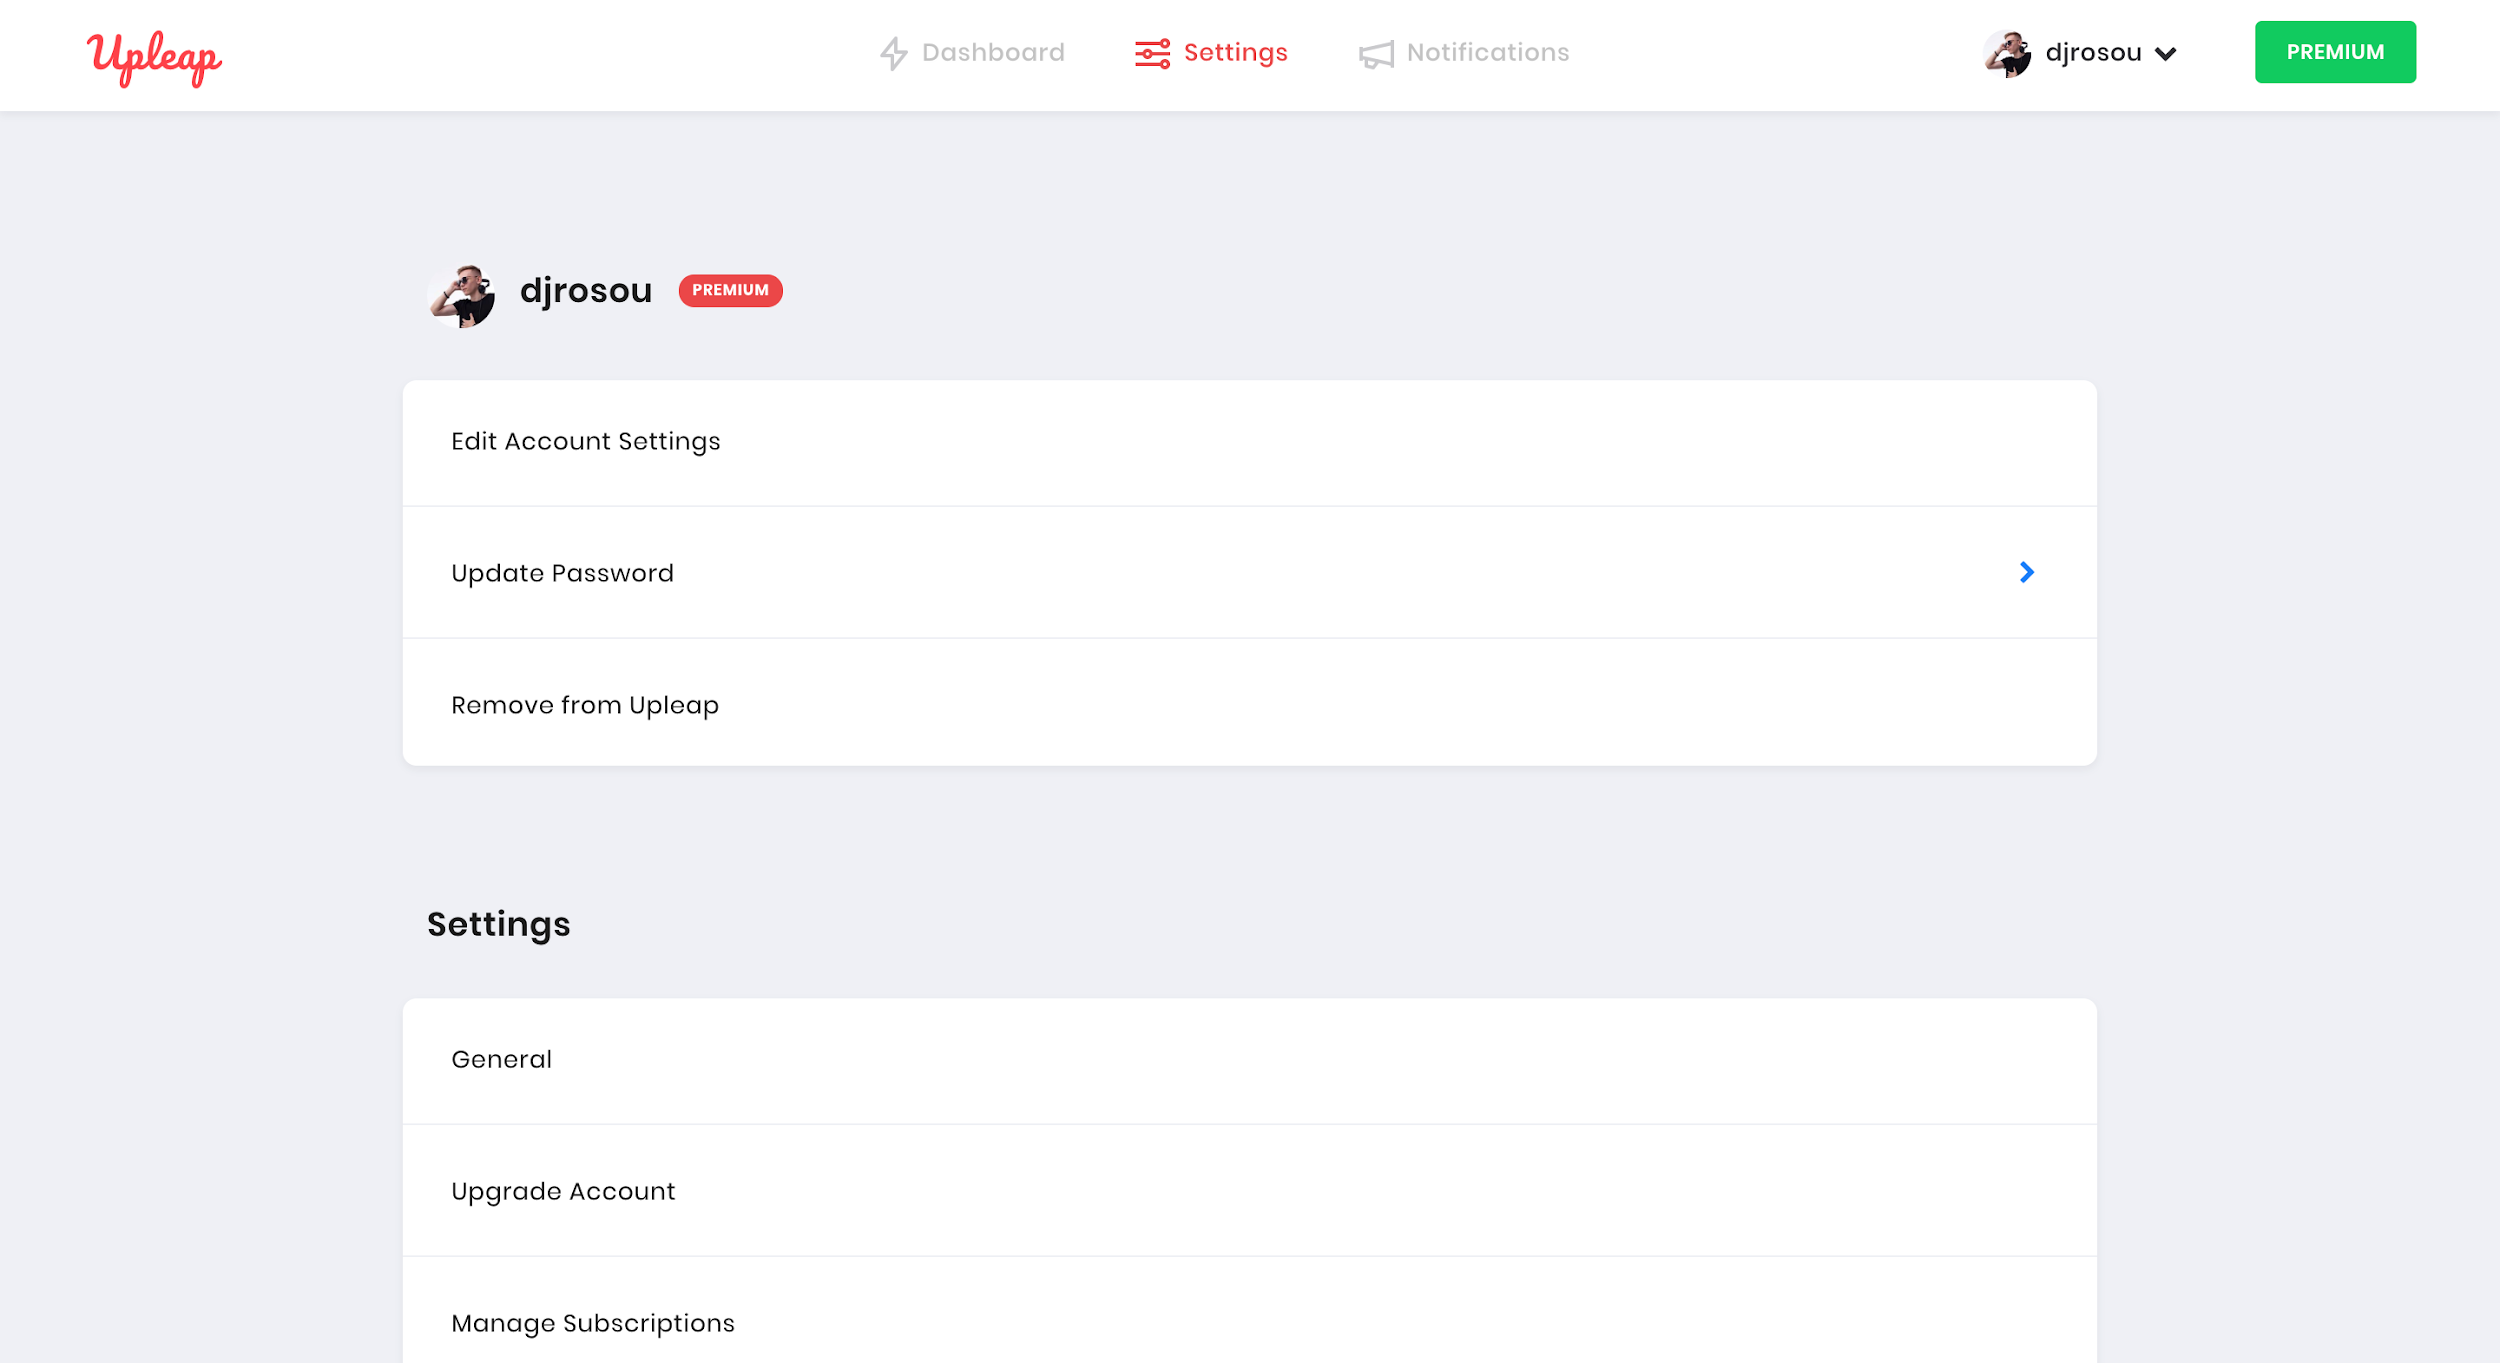 Upleap
Dashboard
Settings
Notifications
djrosou
PREMIUM
djrosou
PREMIUM
Edit Account Settings
Update Password
Remove from Upleap
Settings
General
Upgrade Account
Manage Subscriptions